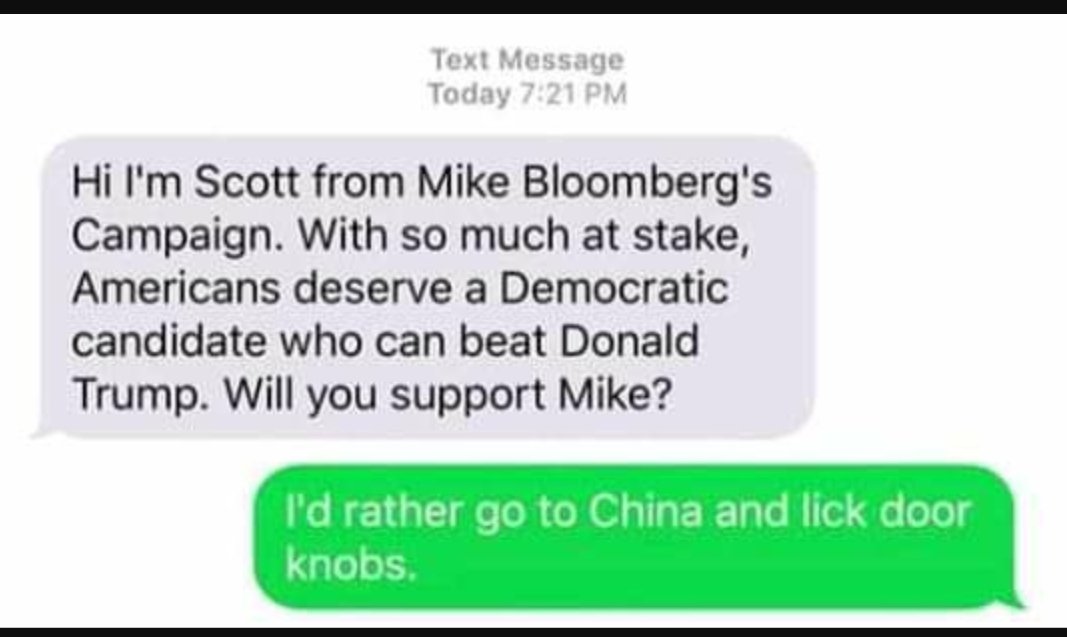 Text Message
Today 7:21 PM
Hi I'm Scott from Mike Bloomberg's
Campaign. With so much at stake,
Americans deserve a Democratic
candidate who can beat Donald
Trump. Will you support Mike?
I'd rather go to China and lick door
knobs.